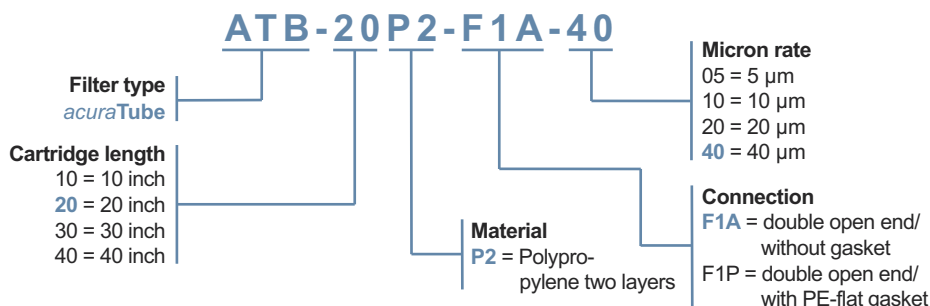 ATB-20P2-F1A-40
Filter type
acuraTube
Cartridge length
10 = 10 inch
20 = 20 inch
30 = 30 inch
40 = 40 inch
Material
P2 = Polypro-
pylene two layers
Micron rate
05 = 5 µm
10 = 10 µm
20 = 20 µm
40 = 40 µm
Connection
F1A = double open end/
without gasket
F1P = double open end/
with PE-flat gasket